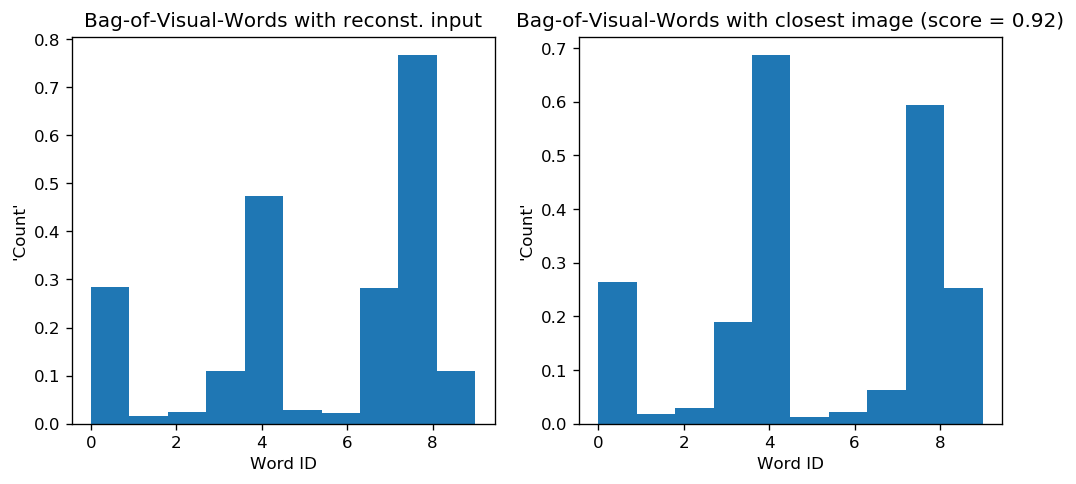 Bag-of-Visual-Words with reconst. input
0.8
0.7
0.6
0.5
0.4
0.3
0.2
0.1
0.0
'Count'
0 2 4 6 8
Word ID
Bag-of-Visual-Words with closest image (score = 0.92)
0.7
0.6
0.5
0.4
0.3
0.2
0.1
0.0
'Count'
0 2 4 6 8
Word ID